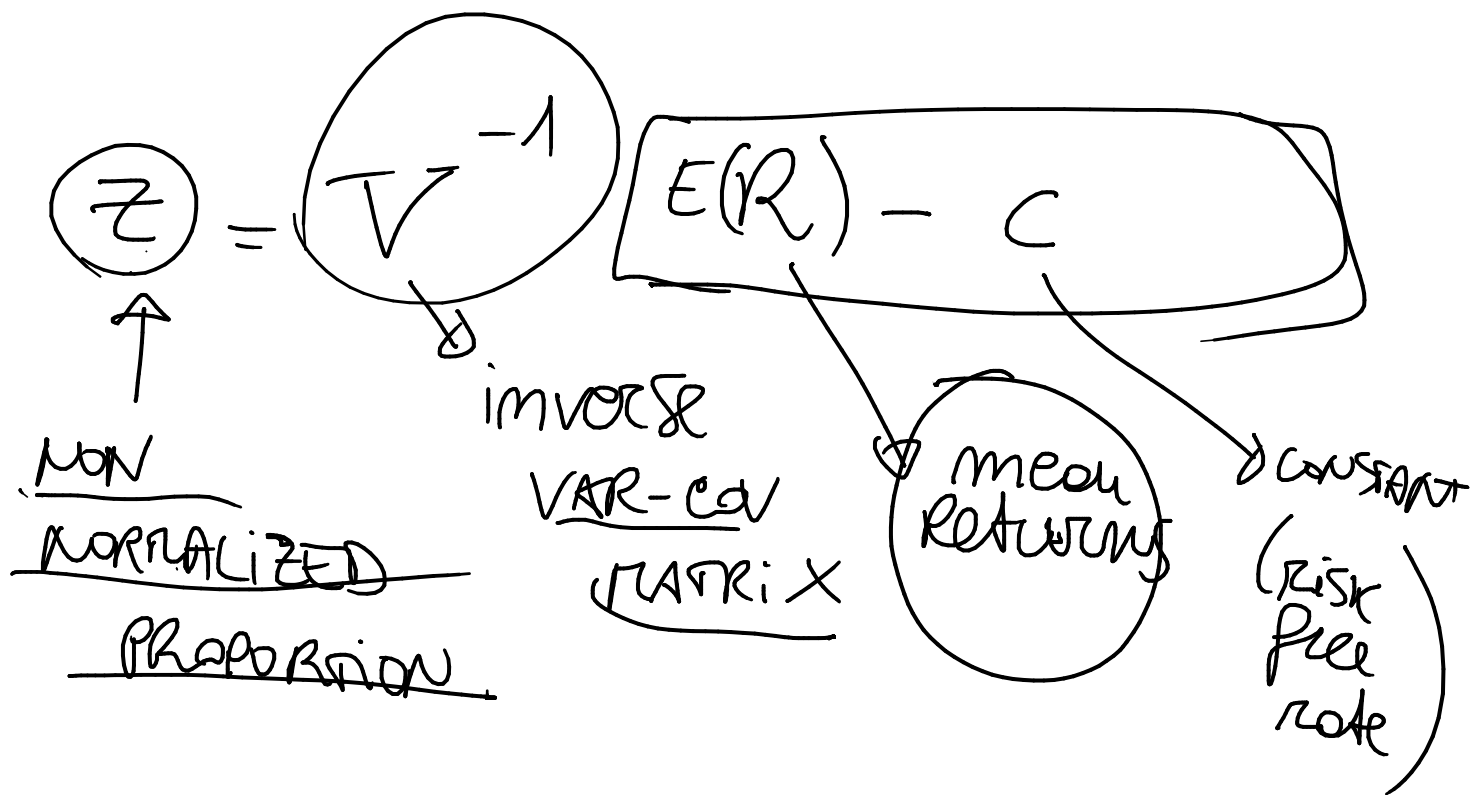 Z = V⁻¹ E(R) - C
NON
NORMALIZED
PROPORTION
inverse
VAR-COV
MATRiX
mean
Returns
CONSTANT
(Risk
free
rate)